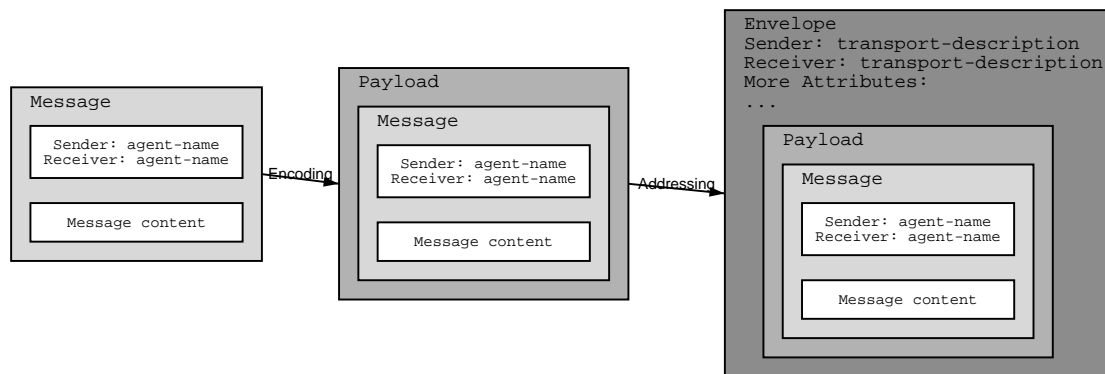 Message
Sender: agent-name
Receiver: agent-name
Message content
Encoding
Payload
Message
Sender: agent-name
Receiver: agent-name
Message content
Addressing
Envelope
Sender: transport-description
Receiver: transport-description
More Attributes:
...
Payload
Message
Sender: agent-name
Receiver: agent-name
Message content